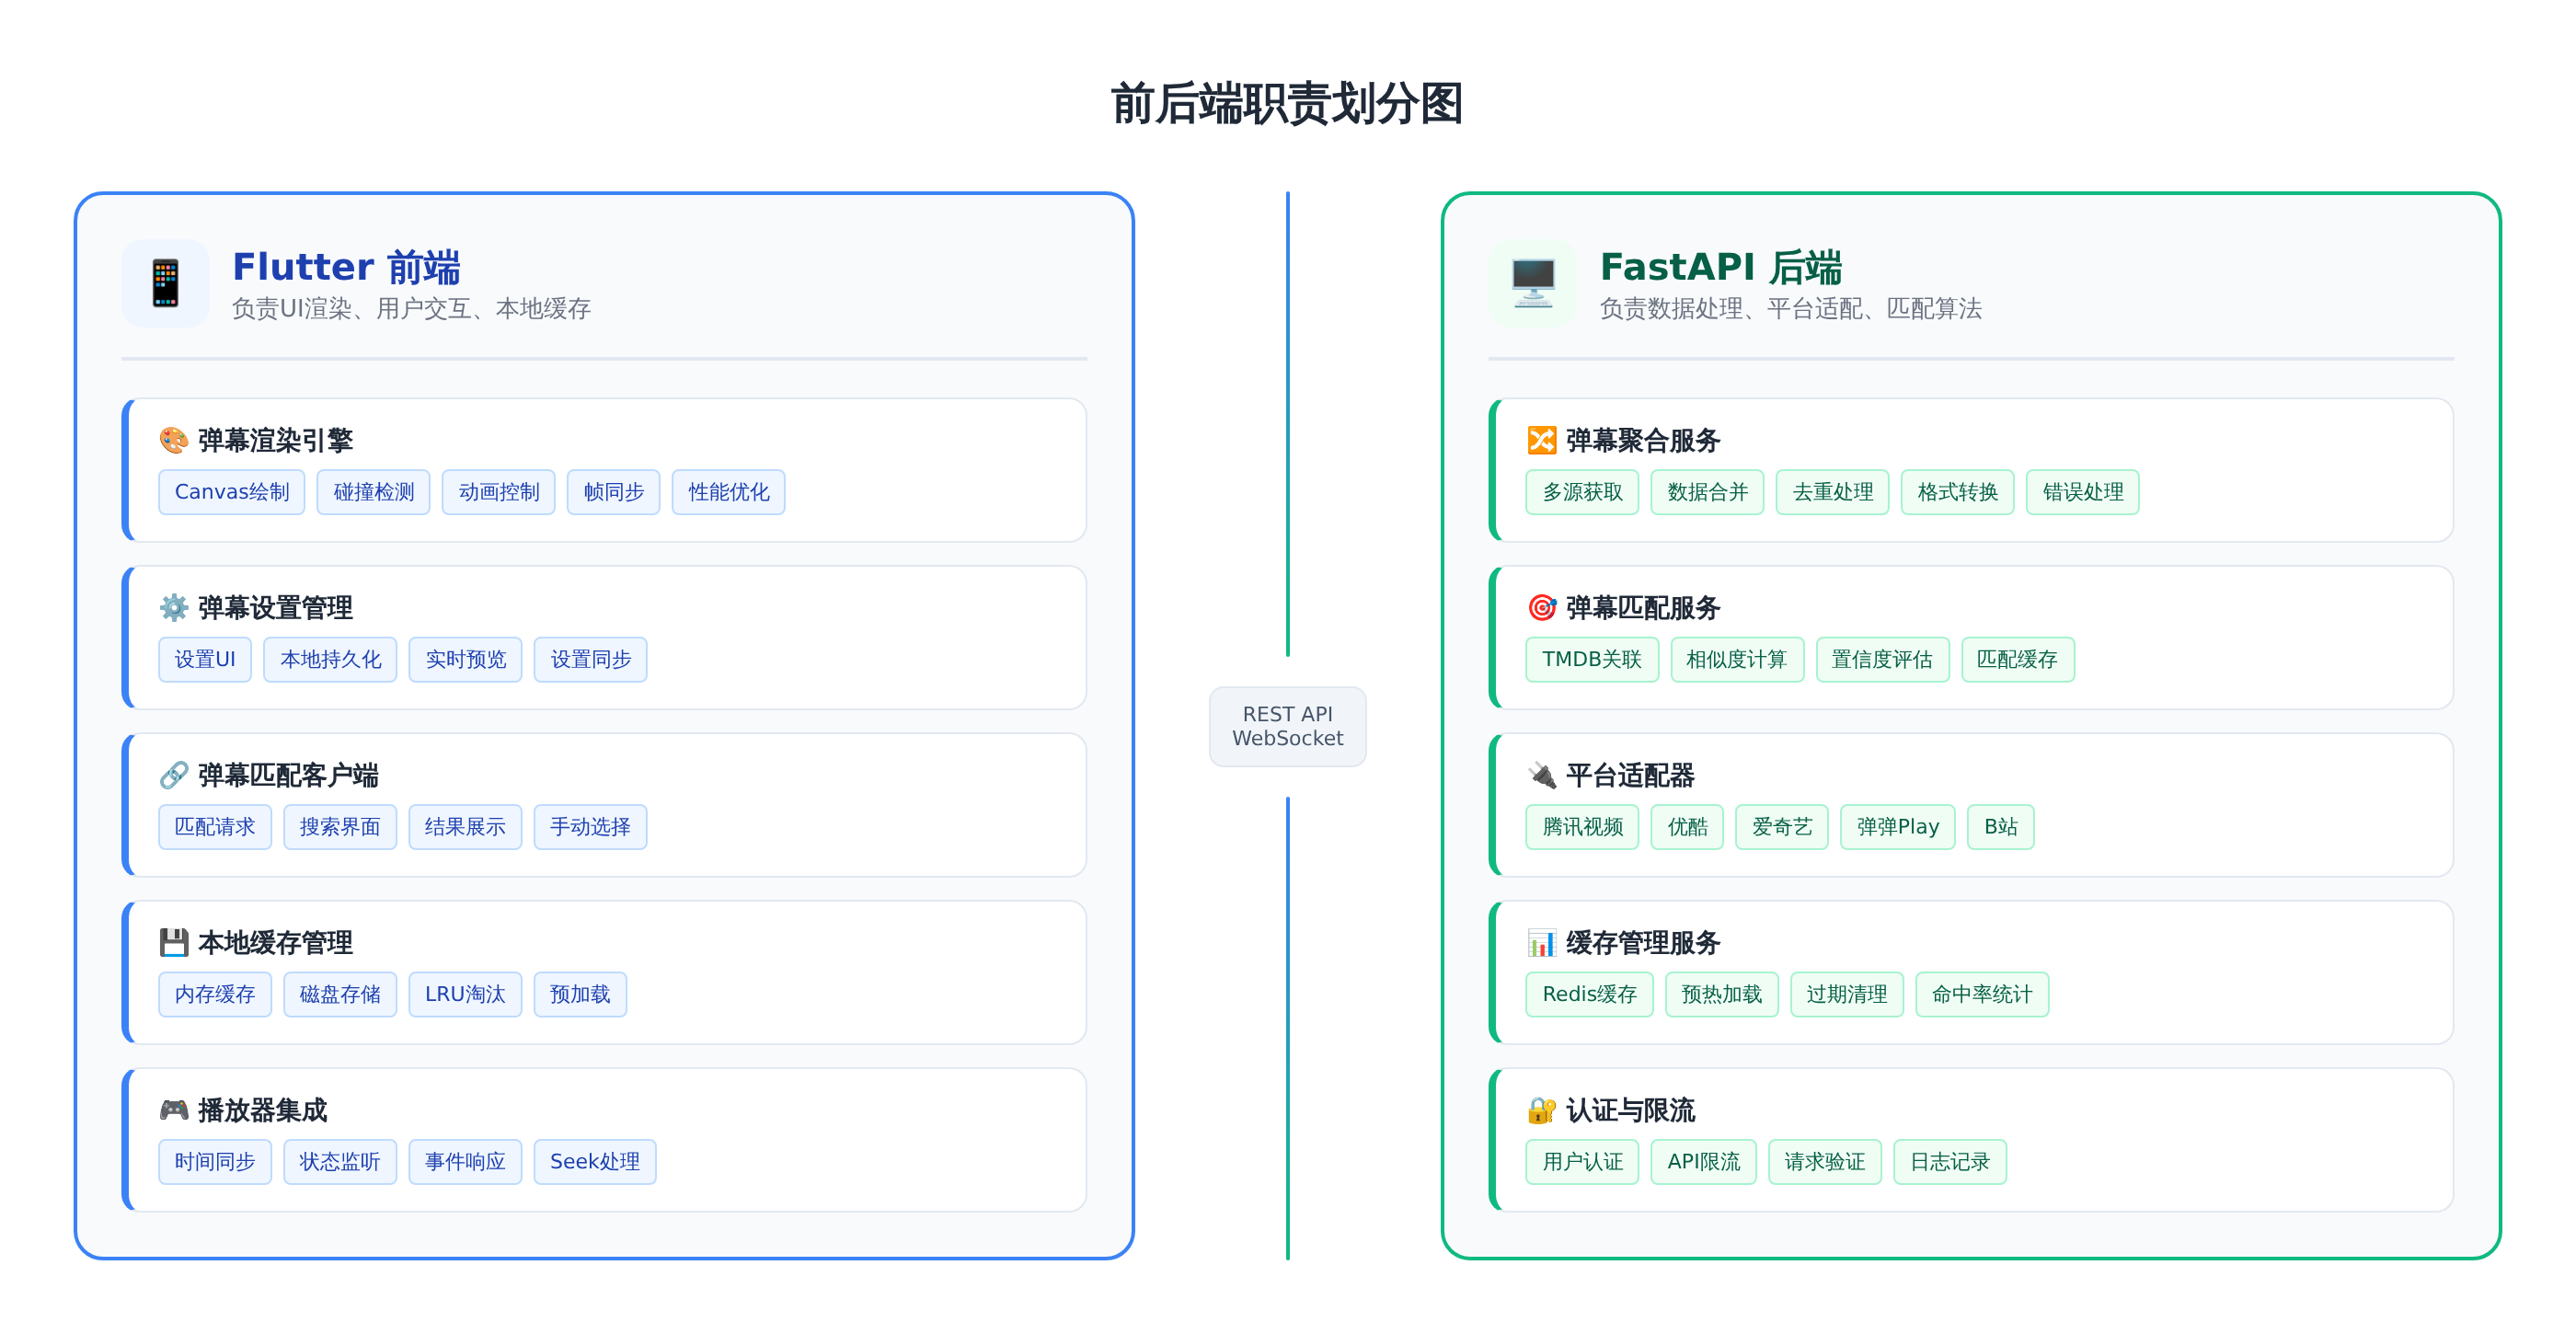 前后端职责划分图
Flutter 前端
负责UI渲染、用户交互、本地缓存
弹幕渲染引擎
Canvas绘制 碰撞检测 动画控制 帧同步 性能优化
弹幕设置管理
设置UI 本地持久化 实时预览 设置同步
弹幕匹配客户端
匹配请求 搜索界面 结果展示 手动选择
本地缓存管理
内存缓存 磁盘存储 LRU淘汰 预加载
播放器集成
时间同步 状态监听 事件响应 Seek处理
REST API
WebSocket
FastAPI 后端
负责数据处理、平台适配、匹配算法
弹幕聚合服务
多源获取 数据合并 去重处理 格式转换 错误处理
弹幕匹配服务
TMDB关联 相似度计算 置信度评估 匹配缓存
平台适配器
腾讯视频 优酷 爱奇艺 弹弹Play B站
缓存管理服务
Redis缓存 预热加载 过期清理 命中率统计
认证与限流
用户认证 API限流 请求验证 日志记录